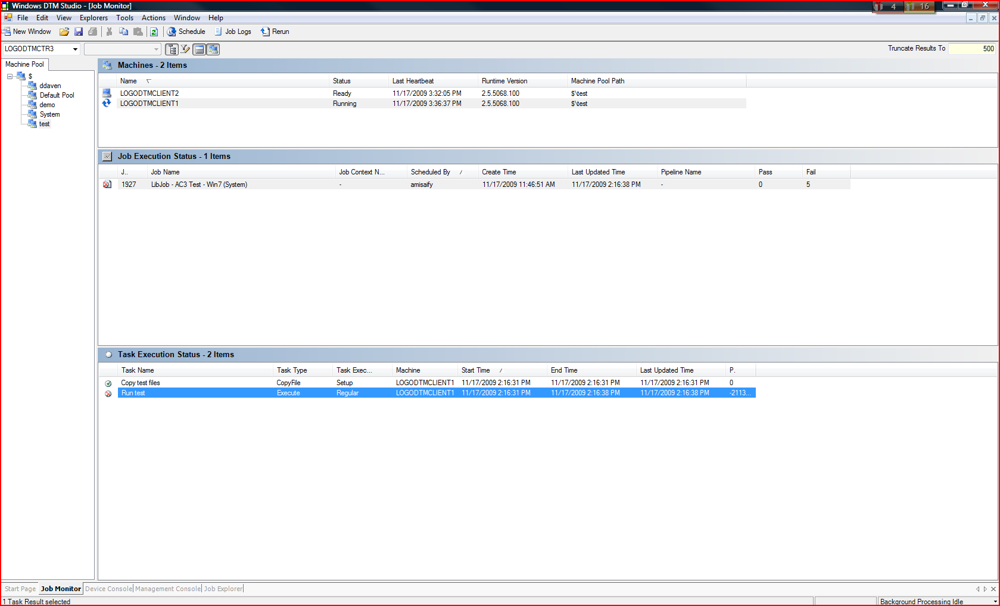 Windows DTM Studio - [Job Monitor]
4 16
File Edit View Explorers Tools Actions Window Help
New Window Schedule Job Logs Rerun
LOGODTMCTR3 Truncate Results To 500
Machine Pool
$
ddaven
Default Pool
demo
System
test
Machines - 2 Items
Name Status Last Heartbeat Runtime Version Machine Pool Path
LOGODTMCLIENT2 Ready 11/17/2009 3:32:05 PM 2.5.5068.100 $\test
LOGODTMCLIENT1 Running 11/17/2009 3:36:37 PM 2.5.5068.100 $\test
Job Execution Status - 1 Items
J.. Job Name Job Context N... Scheduled By Create Time Last Updated Time Pipeline Name Pass Fail
1927 LibJob - AC3 Test - Win7 (System) - amisaify 11/17/2009 11:46:51 AM 11/17/2009 2:16:38 PM - 0 5
Task Execution Status - 2 Items
Task Name Task Type Task Exec... Machine Start Time End Time Last Updated Time P.
Copy test files CopyFile Setup LOGODTMCLIENT1 11/17/2009 2:16:31 PM 11/17/2009 2:16:31 PM 11/17/2009 2:16:31 PM 0
Run test Execute Regular LOGODTMCLIENT1 11/17/2009 2:16:31 PM 11/17/2009 2:16:38 PM 11/17/2009 2:16:38 PM -2113...
Start Page Job Monitor Device Console Management Console Job Explorer
1 Task Result selected Background Processing Idle